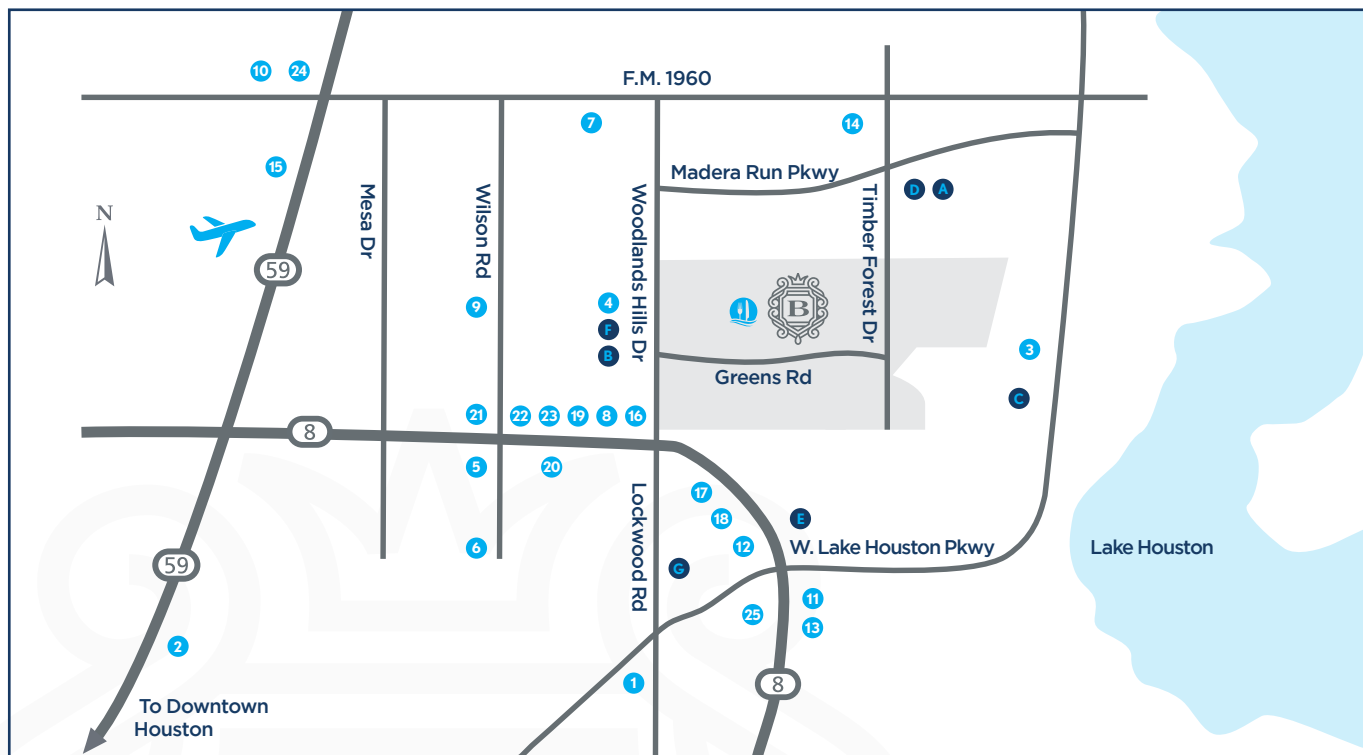 F.M. 1960
10
24
7
14
15
Madera Run Pkwy
D
A
N
Mesa Dr
Wilson Rd
Woodlands Hills Dr
Timber Forest Dr
59
9
4
F
B
B
3
Greens Rd
C
21
22
23
19
8
16
8
5
20
17
18
12
E
6
Lockwood Rd
W. Lake Houston Pkwy
Lake Houston
59
G
11
25
13
2
1
8
To Downtown
Houston